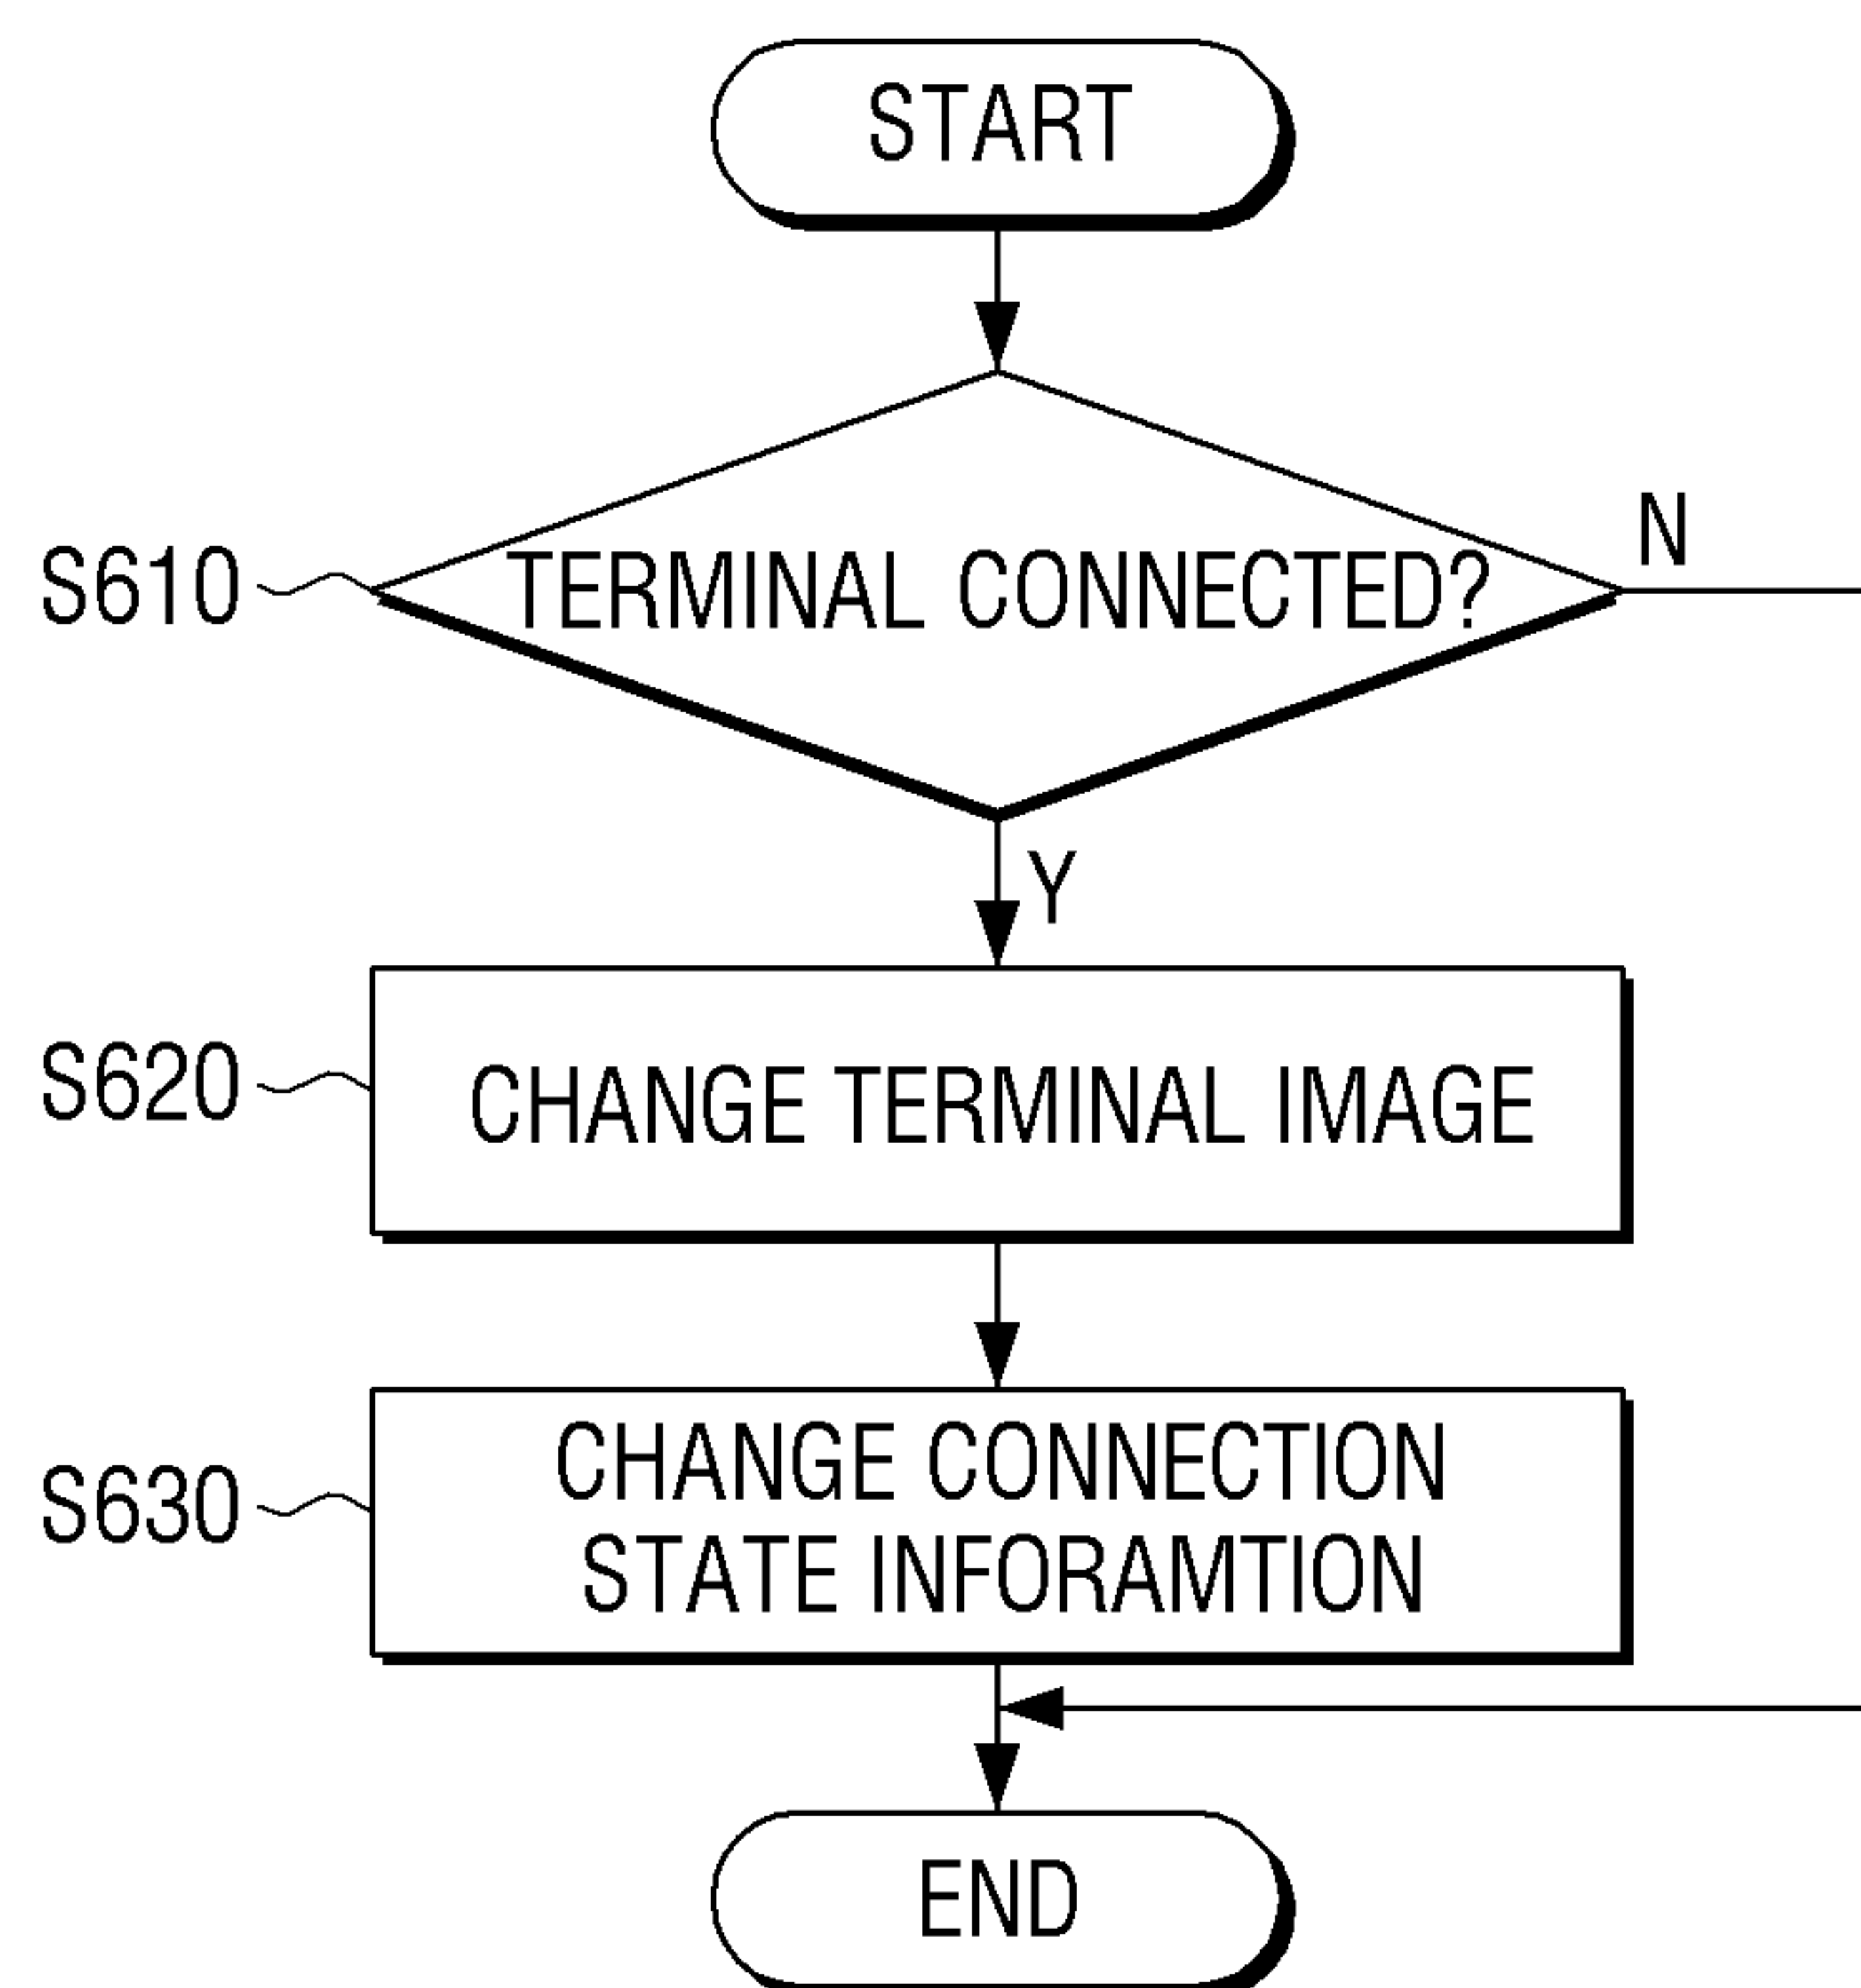 START
S610
TERMINAL CONNECTED?
N
Y
S620
CHANGE TERMINAL IMAGE
S630
CHANGE CONNECTION
STATE INFORAMTION
END